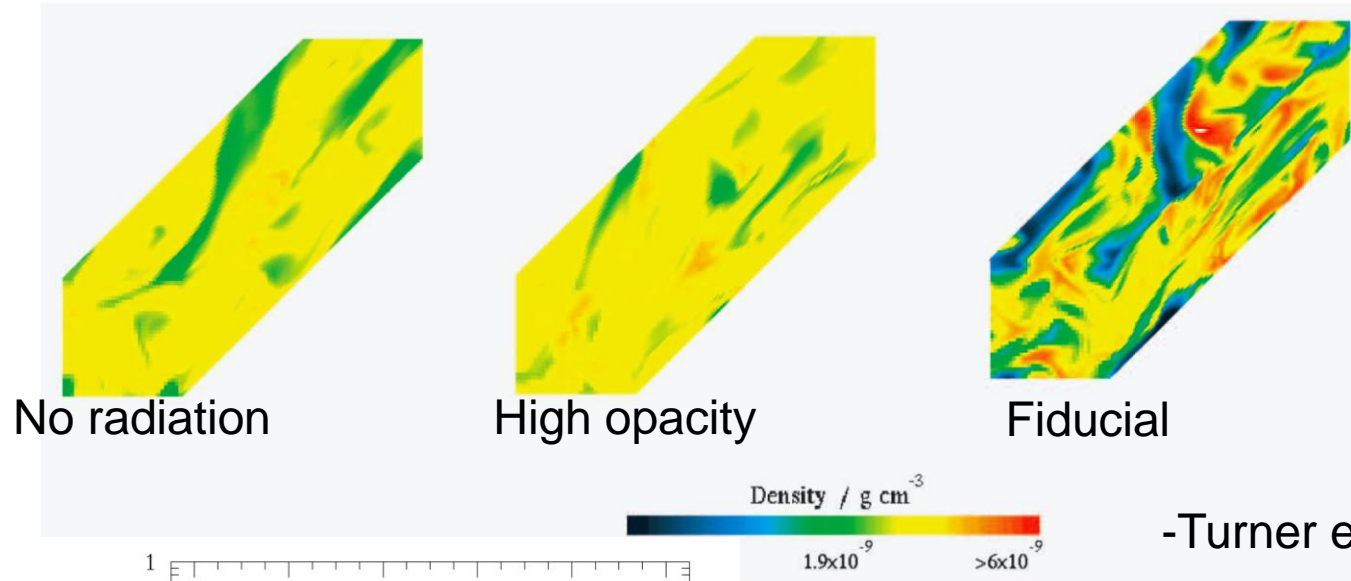 No radiation
High opacity
Fiducial
Density / g cm⁻³
1.9x10⁻⁹
>6x10⁻⁹
-Turner e
1